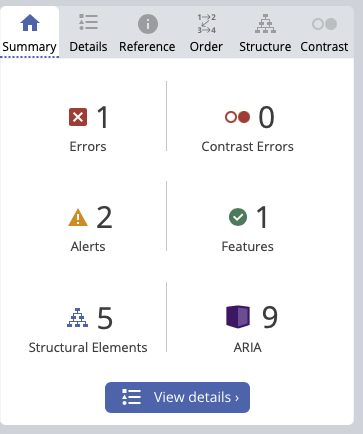 Summary Details Reference Order Structure Contrast
1 Errors
0 Contrast Errors
2 Alerts
1 Features
5 Structural Elements
9 ARIA
View details ›